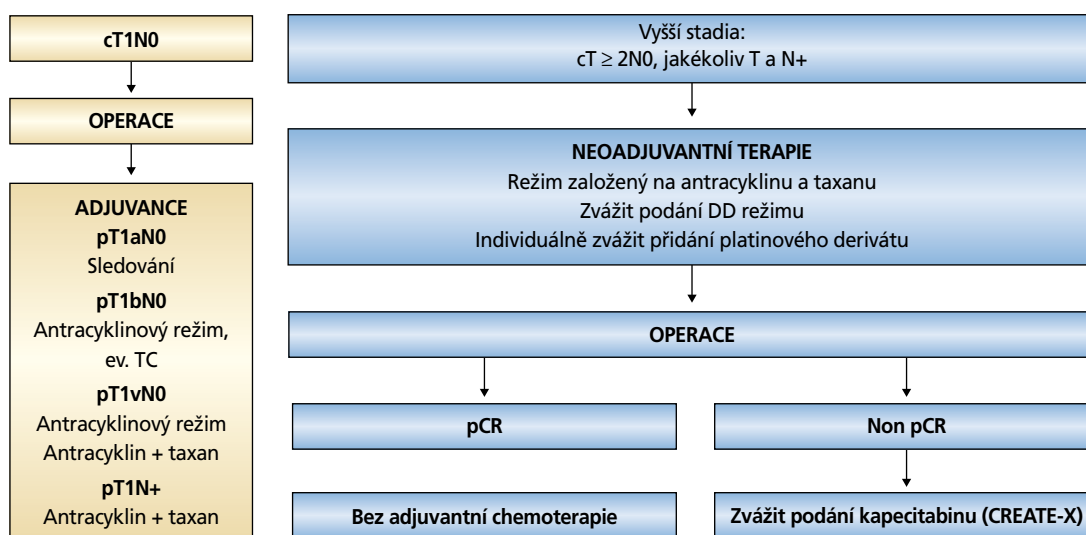 cT1N0
OPERACE
ADJUVANCE
pT1aN0
Sledování
pT1bN0
Antracyklinový režim,
ev. TC
pT1vN0
Antracyklinový režim
Antracyklin + taxan
pT1N+
Antracyklin + taxan
Vyšší stadia:
cT ≥ 2N0, jakékoliv T a N+
NEOADJUVANTNÍ TERAPIE
Režim založený na antracyklinu a taxanu
Zvážit podání DD režimu
Individuálně zvážit přidání platinového derivátu
OPERACE
pCR
Non pCR
Bez adjuvantní chemoterapie
Zvážit podání kapecitabinu (CREATE-X)